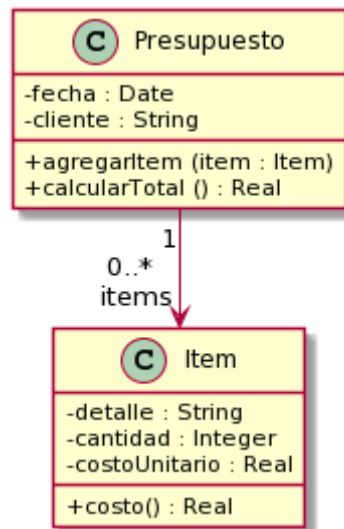 C Presupuesto
-fecha : Date
-cliente : String
+agregarItem (item : Item)
+calcularTotal () : Real
1
0..*
items
C Item
-detalle : String
-cantidad : Integer
-costoUnitario : Real
+costo() : Real